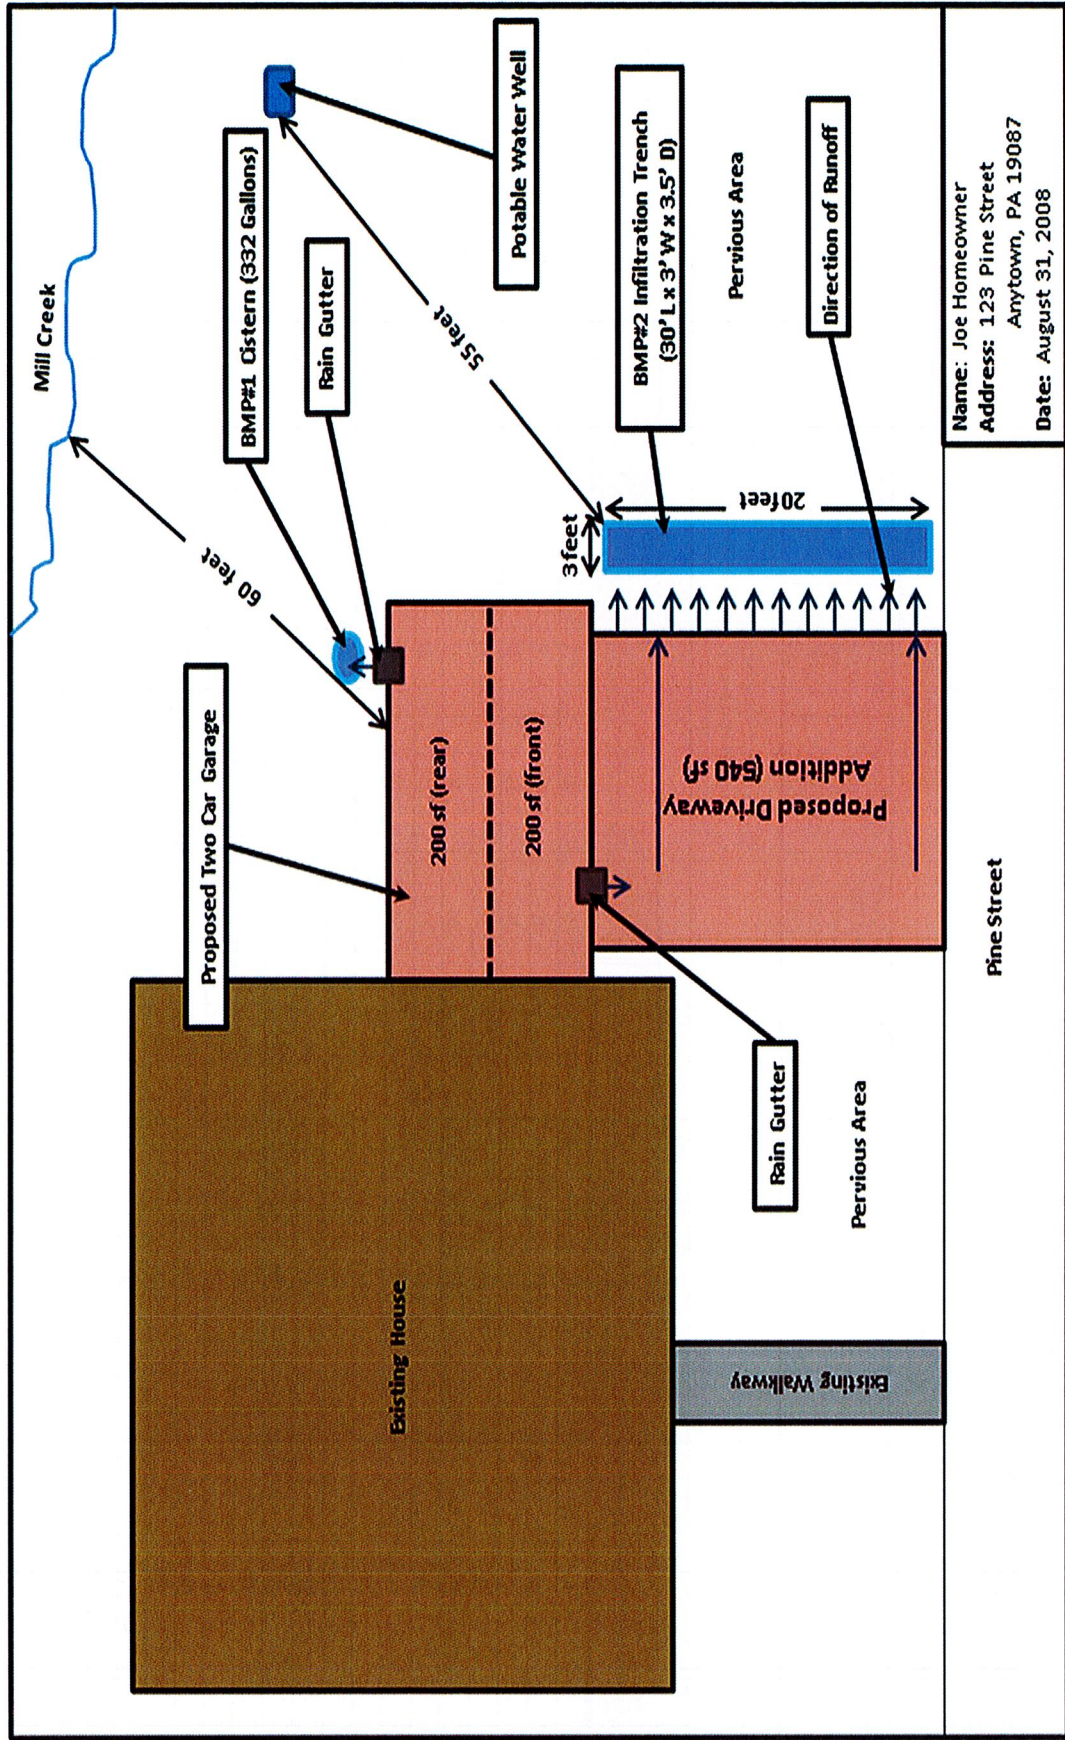 Mill Creek
Potable Water Well
BMP#1 Cistern (332 Gallons)
Rain Gutter
60 feet
55 feet
Proposed Two Car Garage
200 sf (rear)
200 sf (front)
3 feet
20 feet
BMP#2 Infiltration Trench
(30' L x 3' W x 3.5' D)
Pervious Area
Direction of Runoff
Proposed Driveway
Addition (540 sf)
Existing House
Rain Gutter
Pervious Area
Existing Walkway
Pine Street
Name: Joe Homeowner
Address: 123 Pine Street
Anytown, PA 19087
Date: August 31, 2008